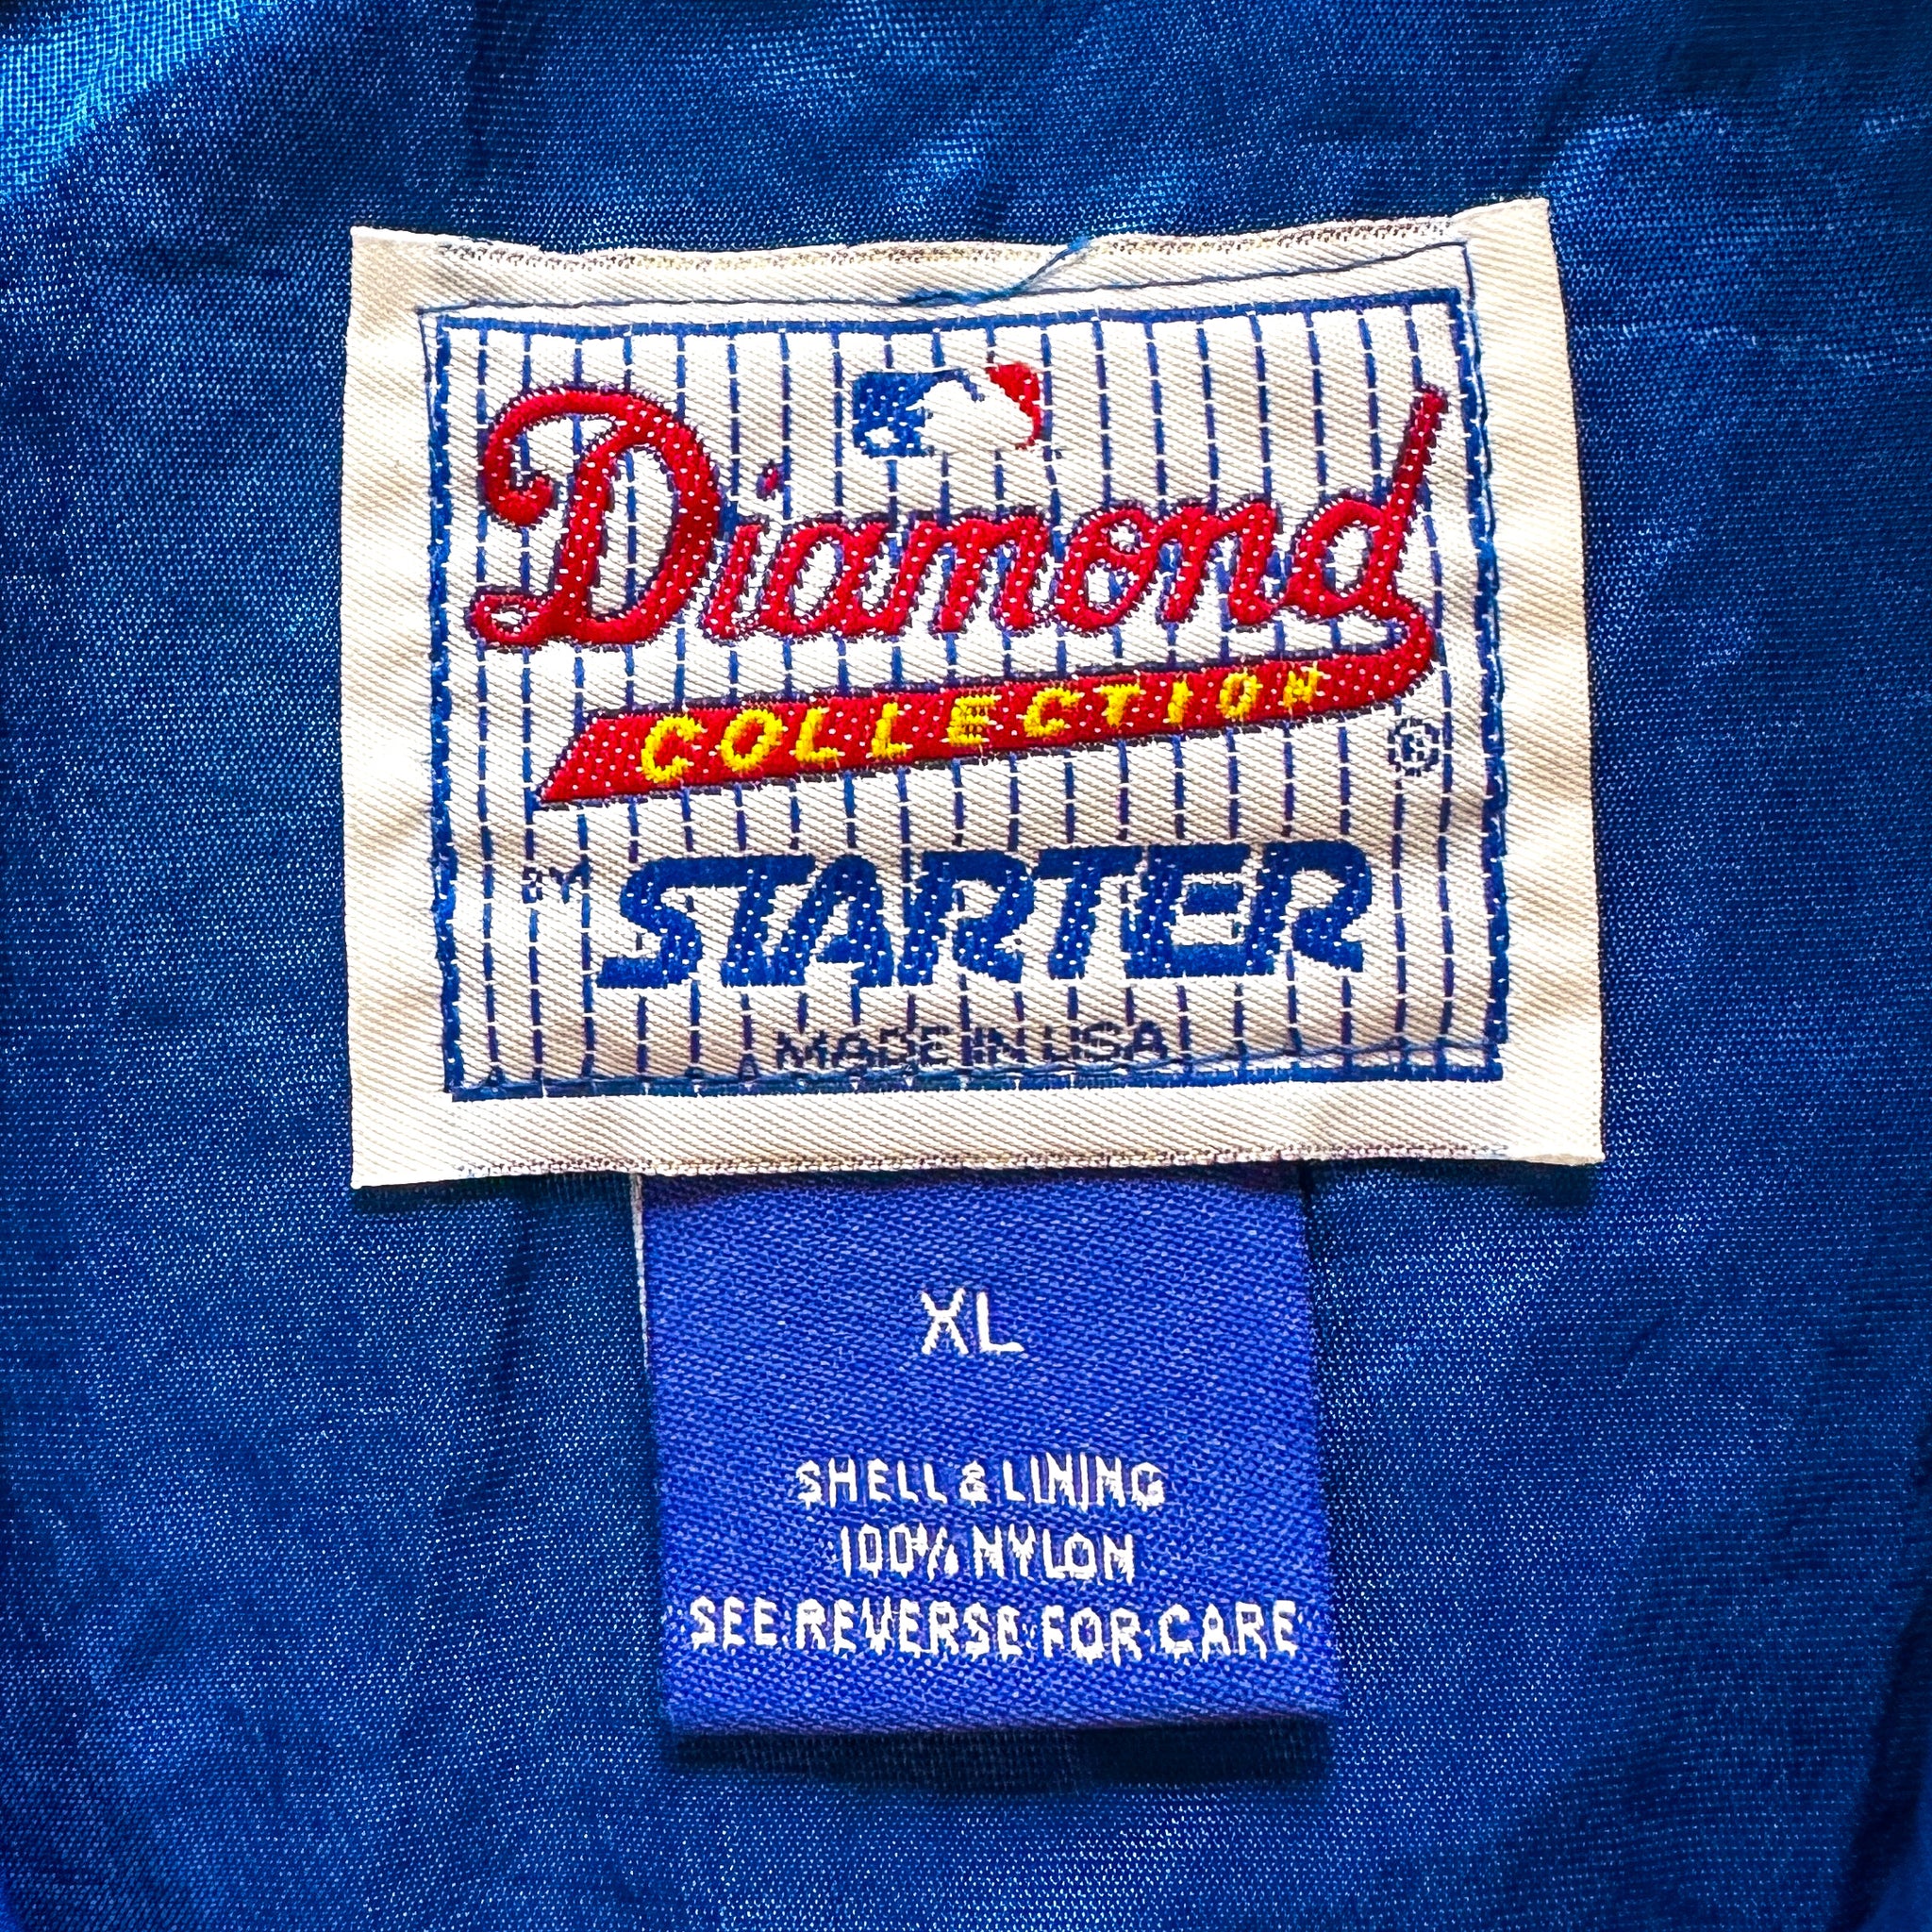 Diamond
COLLECTION
®
BY STARTER
MADE IN USA
XL
SHELL & LINING
100% NYLON
SEE REVERSE FOR CARE